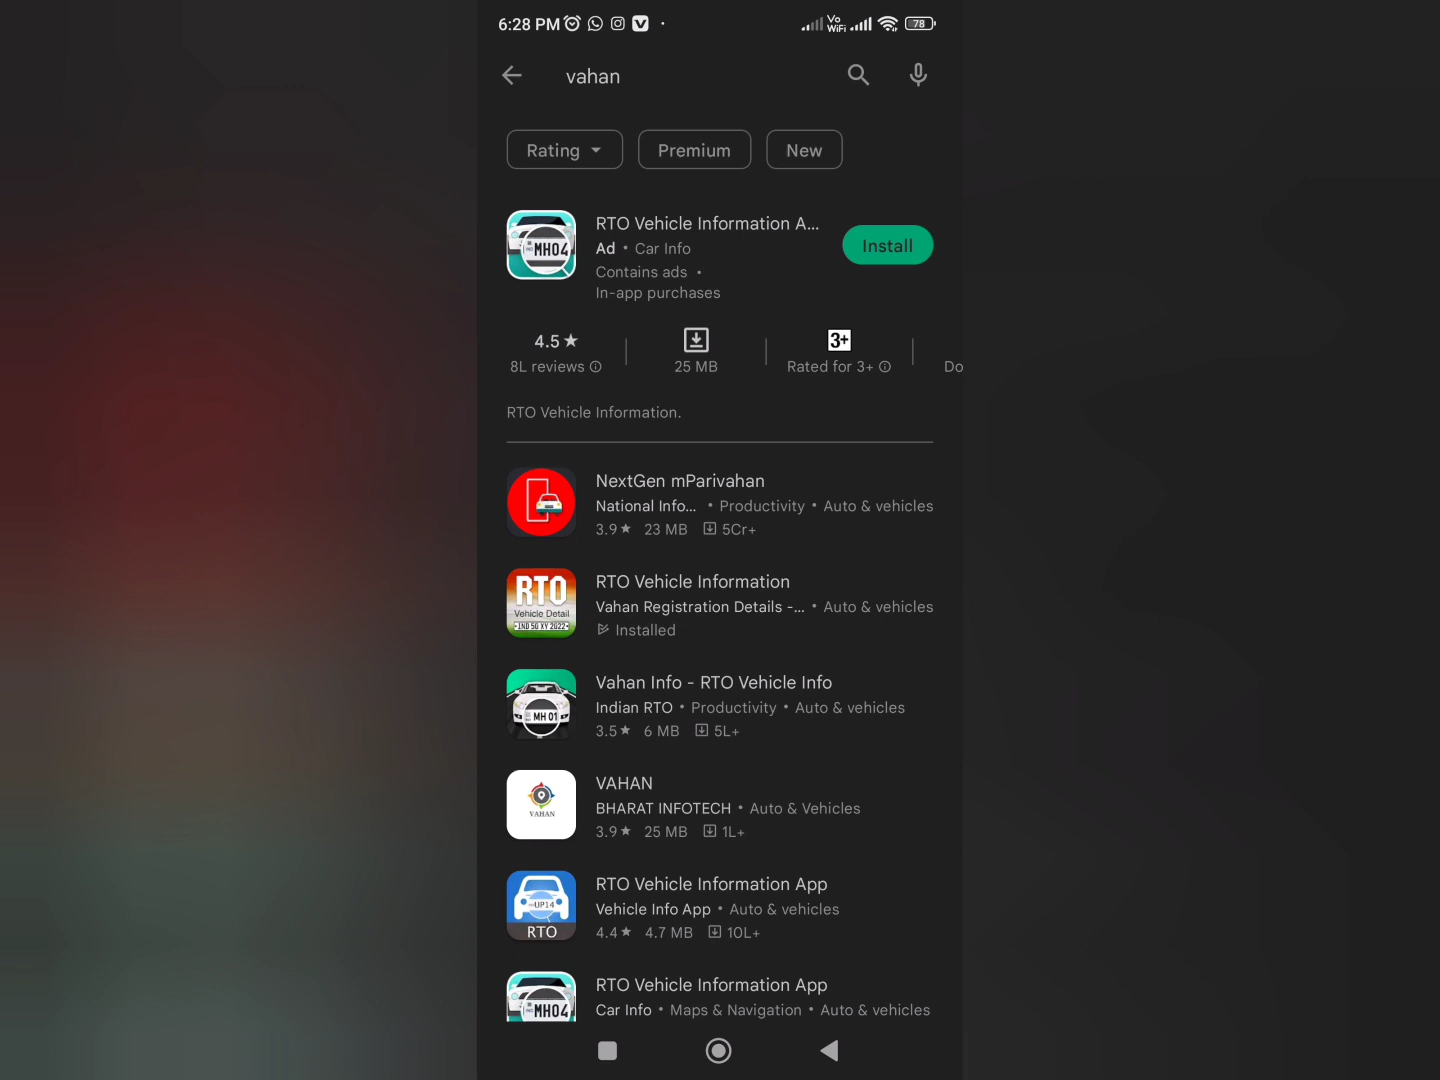 6:28 PM
Vo
WiFi
78
vahan
Rating
Premium
New
RTO Vehicle Information A...
Ad • Car Info
Contains ads •
In-app purchases
Install
MH04
4.5★
8L reviews
25 MB
3+
Rated for 3+
Do
RTO Vehicle Information.
NextGen mParivahan
National Info... • Productivity • Auto & vehicles
3.9★ 23 MB 5Cr+
RTO
Vehicle Detail
IND 5G XY 2022
RTO Vehicle Information
Vahan Registration Details -... • Auto & vehicles
Installed
MH 01
Vahan Info - RTO Vehicle Info
Indian RTO • Productivity • Auto & vehicles
3.5★ 6 MB 5L+
VAHAN
VAHAN
BHARAT INFOTECH • Auto & Vehicles
3.9★ 25 MB 1L+
UP14
RTO
RTO Vehicle Information App
Vehicle Info App • Auto & vehicles
4.4★ 4.7 MB 10L+
MH04
RTO Vehicle Information App
Car Info • Maps & Navigation • Auto & vehicles